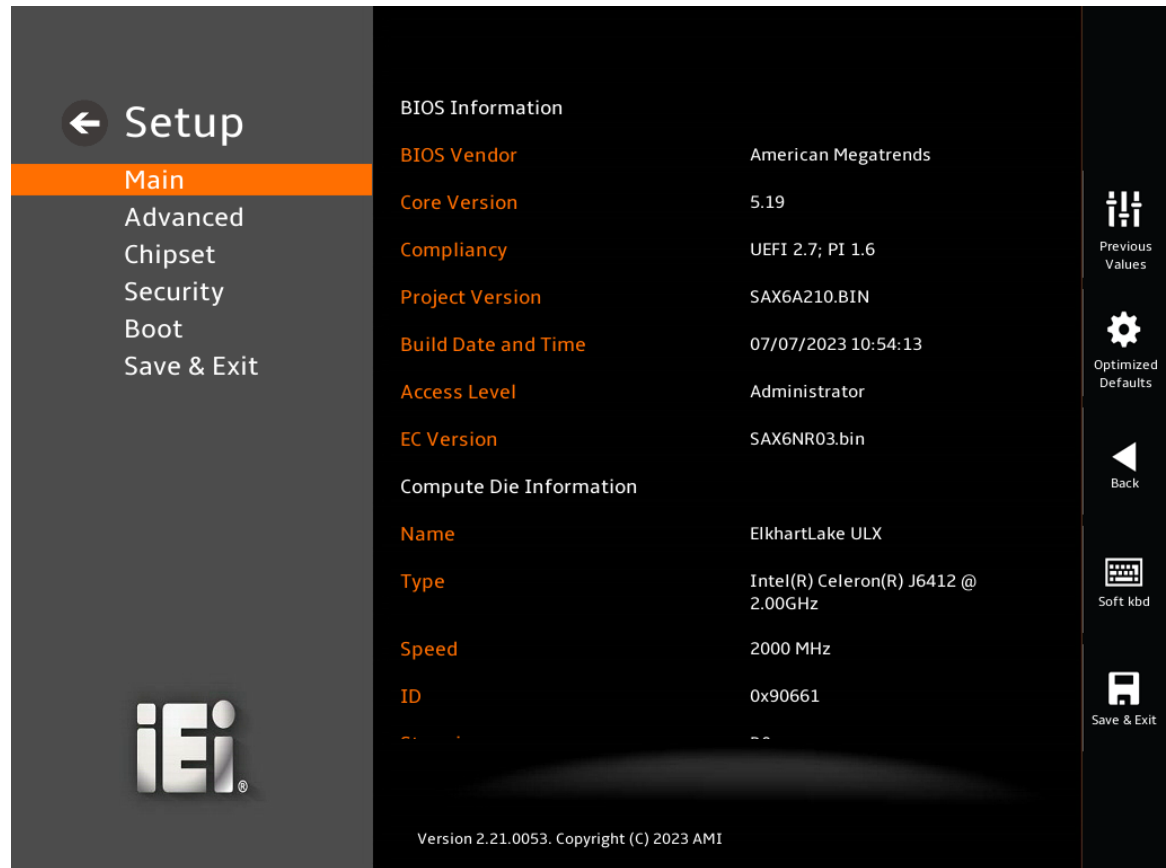 Setup
Main
Advanced
Chipset
Security
Boot
Save & Exit
iEi®
BIOS Information
BIOS Vendor American Megatrends
Core Version 5.19
Compliancy UEFI 2.7; PI 1.6
Project Version SAX6A210.BIN
Build Date and Time 07/07/2023 10:54:13
Access Level Administrator
EC Version SAX6NR03.bin
Compute Die Information
Name ElkhartLake ULX
Type Intel(R) Celeron(R) J6412 @
2.00GHz
Speed 2000 MHz
ID 0x90661
Version 2.21.0053. Copyright (C) 2023 AMI
Previous
Values
Optimized
Defaults
Back
Soft kbd
Save & Exit